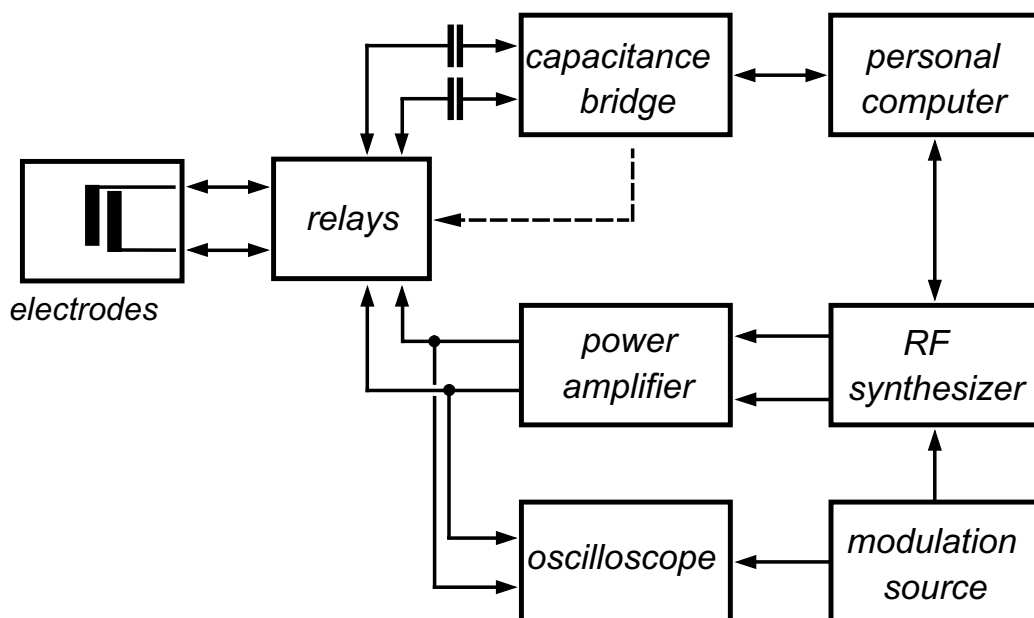 capacitance
bridge
personal
computer
relays
electrodes
power
amplifier
RF
synthesizer
oscilloscope
modulation
source